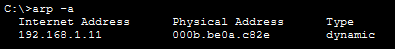 C:\>arp -a
Internet Address Physical Address Type
192.168.1.11 000b.be0a.c82e dynamic